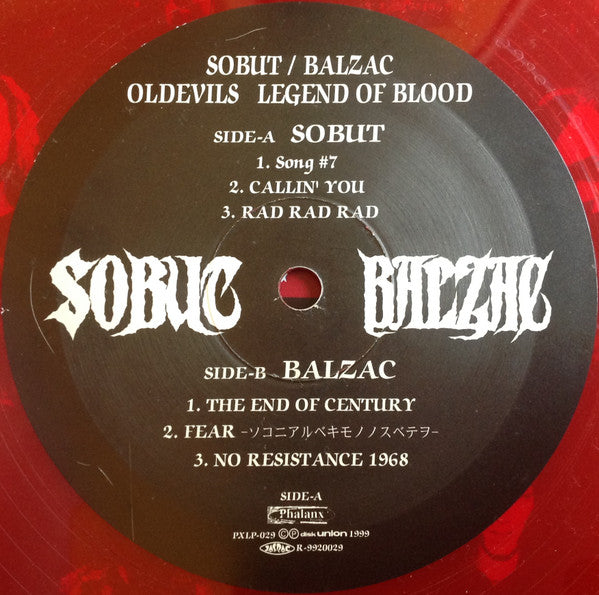 SOBUT / BALZAC
OLDEVILS LEGEND OF BLOOD
SIDE-A SOBUT
1. Song #7
2. CALLIN' YOU
3. RAD RAD RAD
SOBUT BALZAC
SIDE-B BALZAC
1. THE END OF CENTURY
2. FEAR -ソコニアルベキモノノスベテヲ-
3. NO RESISTANCE 1968
SIDE-A
Phalanx
PXLP-029 ©Ⓟ disk union 1999
JASRAC R-9920029